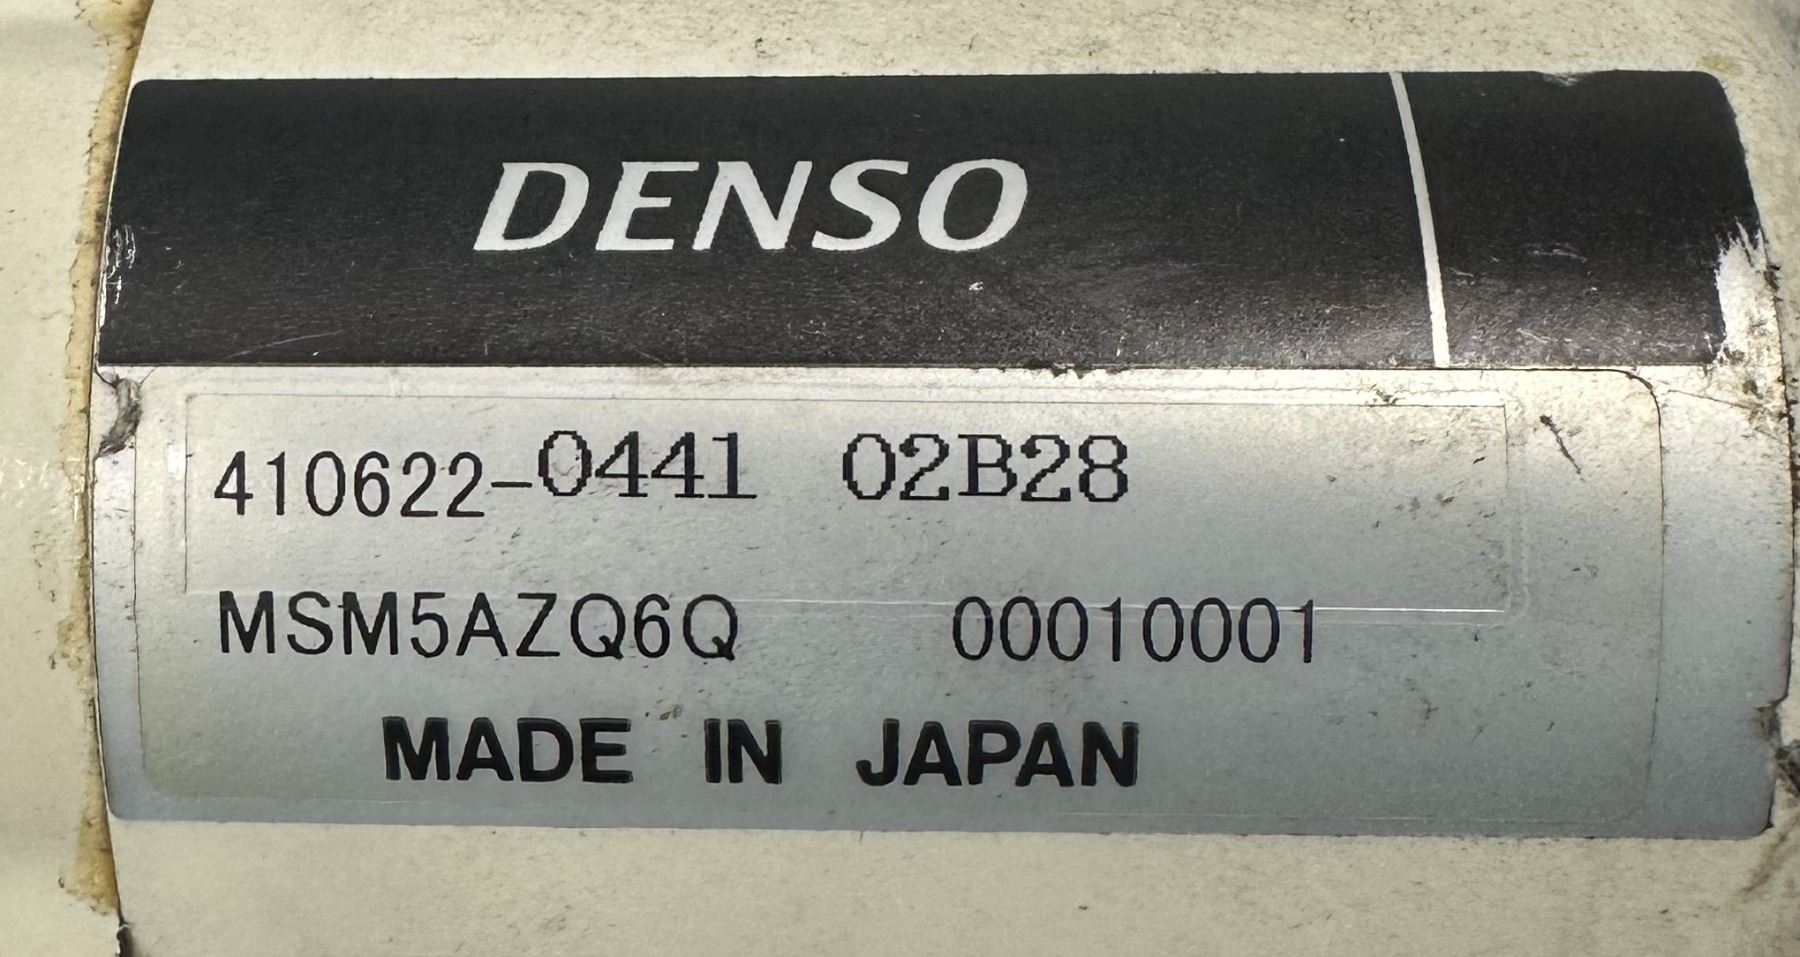 DENSO
410622-0441 02B28
MSM5AZQ6Q 00010001
MADE IN JAPAN